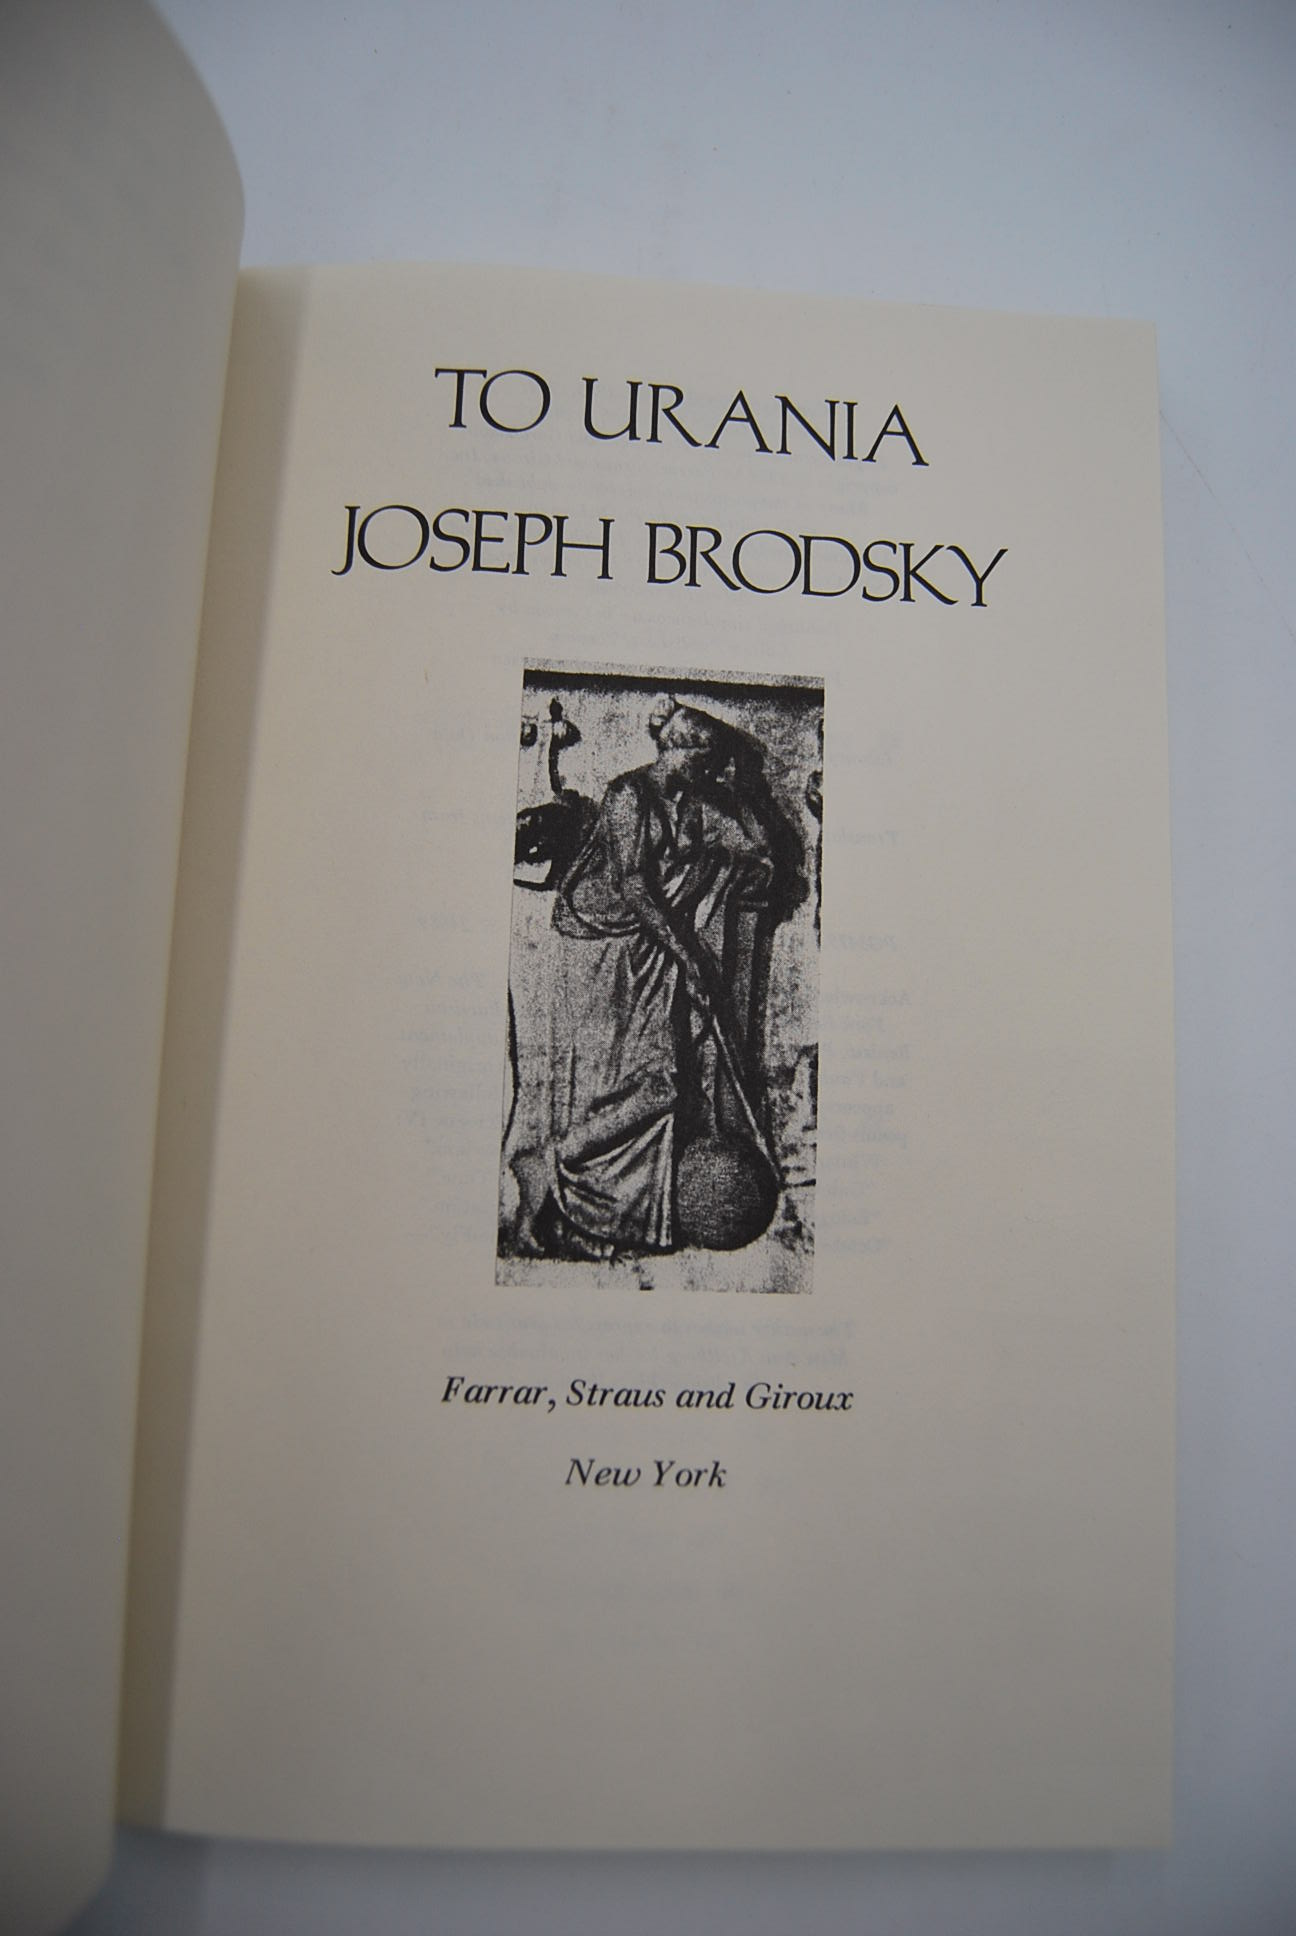 TO URANIA
JOSEPH BRODSKY
Farrar, Straus and Giroux
New York